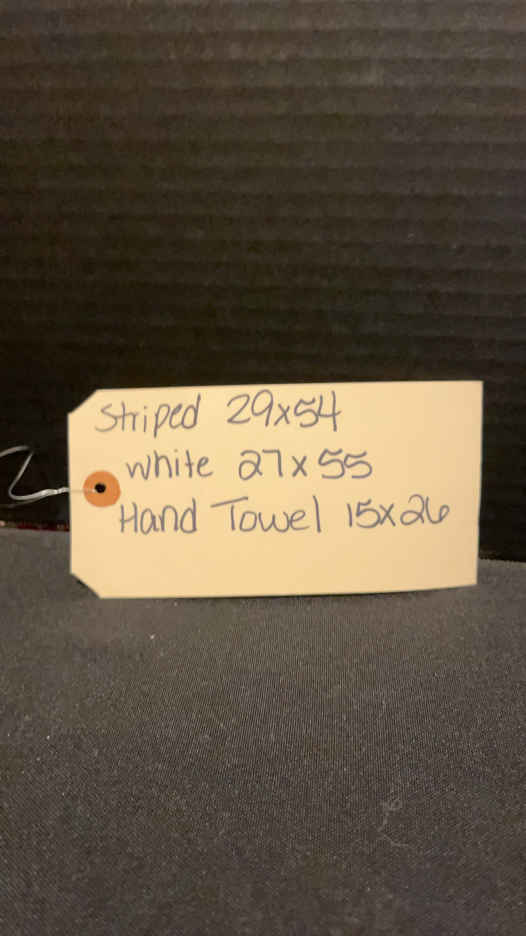 Striped 29x54
white 27x55
Hand Towel 15x26